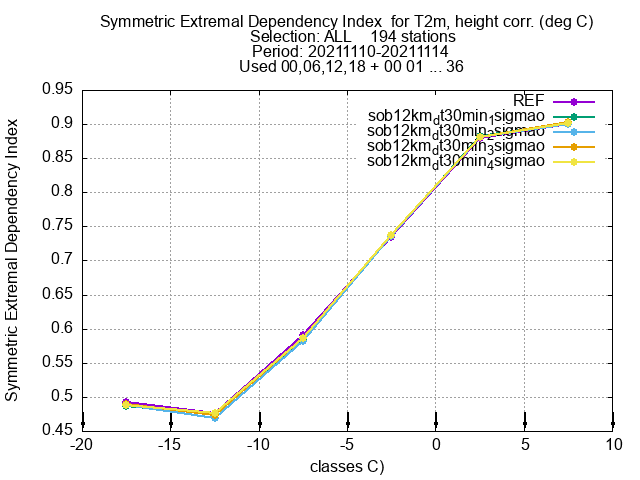 Symmetric Extremal Dependency Index  for T2m, height corr. (deg C)
Selection: ALL    194 stations
Period: 20211110-20211114
Used 00,06,12,18 + 00 01 ... 36
REF
sob12km_dt30min_1sigmao
sob12km_dt30min_2sigmao
sob12km_dt30min_3sigmao
sob12km_dt30min_4sigmao
Symmetric Extremal Dependency Index
0.95
0.9
0.85
0.8
0.75
0.7
0.65
0.6
0.55
0.5
0.45
-20 -15 -10 -5 0 5 10
classes C)